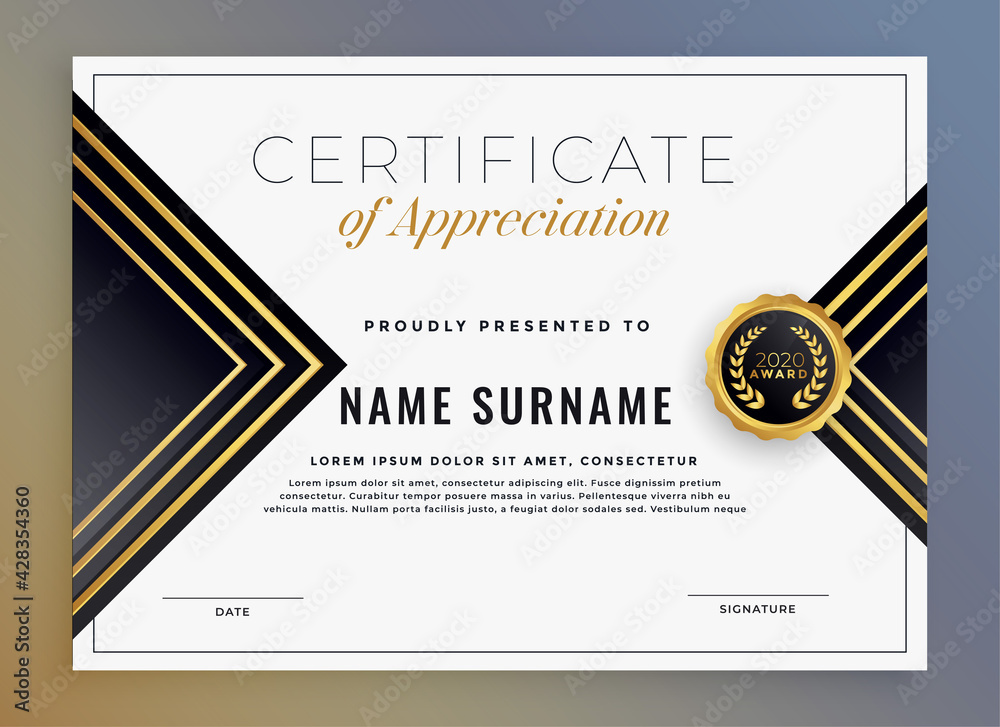 CERTIFICATE
of Appreciation
PROUDLY PRESENTED TO
2020
AWARD
NAME SURNAME
LOREM IPSUM DOLOR SIT AMET, CONSECTETUR
Lorem ipsum dolor sit amet, consectetur adipiscing elit. Fusce dignissim pretium
consectetur. Curabitur tempor posuere massa in varius. Pellentesque viverra nibh eu
vehicula mattis. Nullam porta facilisis justo, a feugiat dolor sodales sed. Vestibulum neque
DATE
SIGNATURE
Adobe Stock | #428354360
Adobe Stock